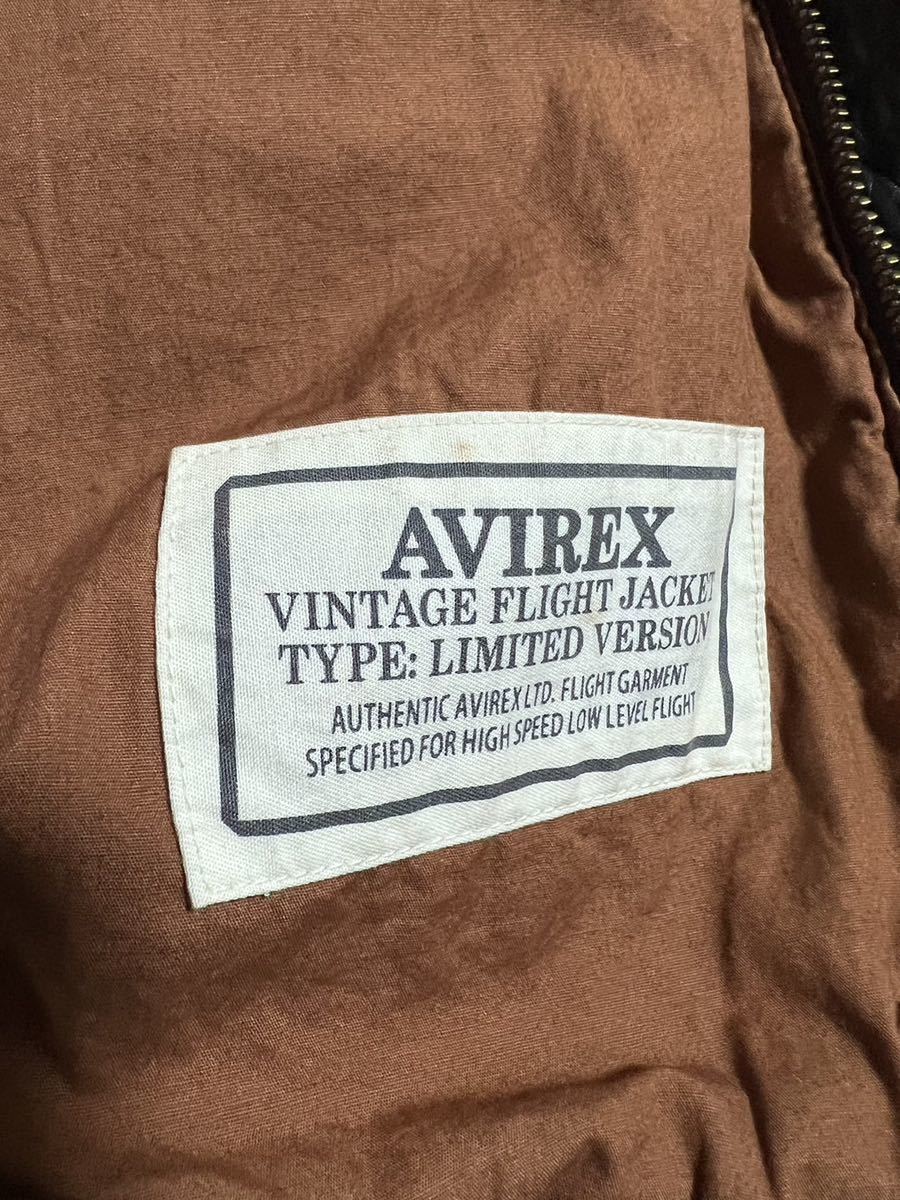 AVIREX
VINTAGE FLIGHT JACKET
TYPE: LIMITED VERSION
AUTHENTIC AVIREX LTD. FLIGHT GARMENT
SPECIFIED FOR HIGH SPEED LOW LEVEL FLIGHT